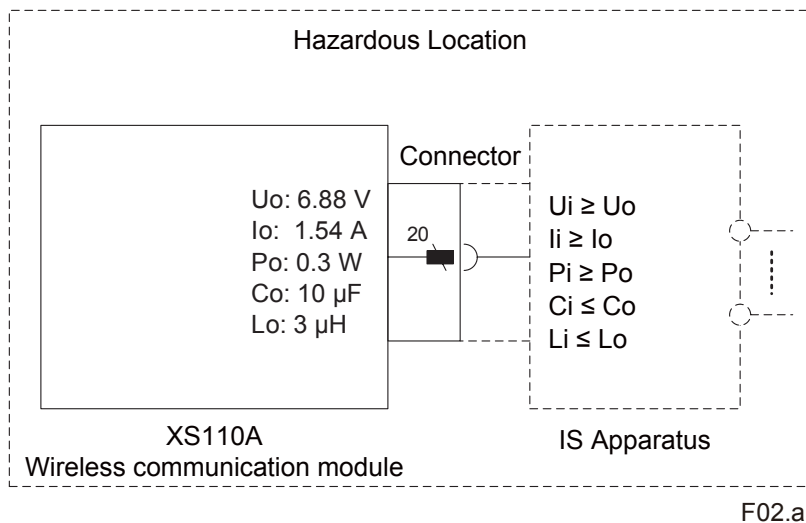 Hazardous Location
Connector
Uo: 6.88 V
Io: 1.54 A
Po: 0.3 W
Co: 10 µF
Lo: 3 µH
20
Ui ≥ Uo
Ii ≥ Io
Pi ≥ Po
Ci ≤ Co
Li ≤ Lo
XS110A
Wireless communication module
IS Apparatus
F02.a